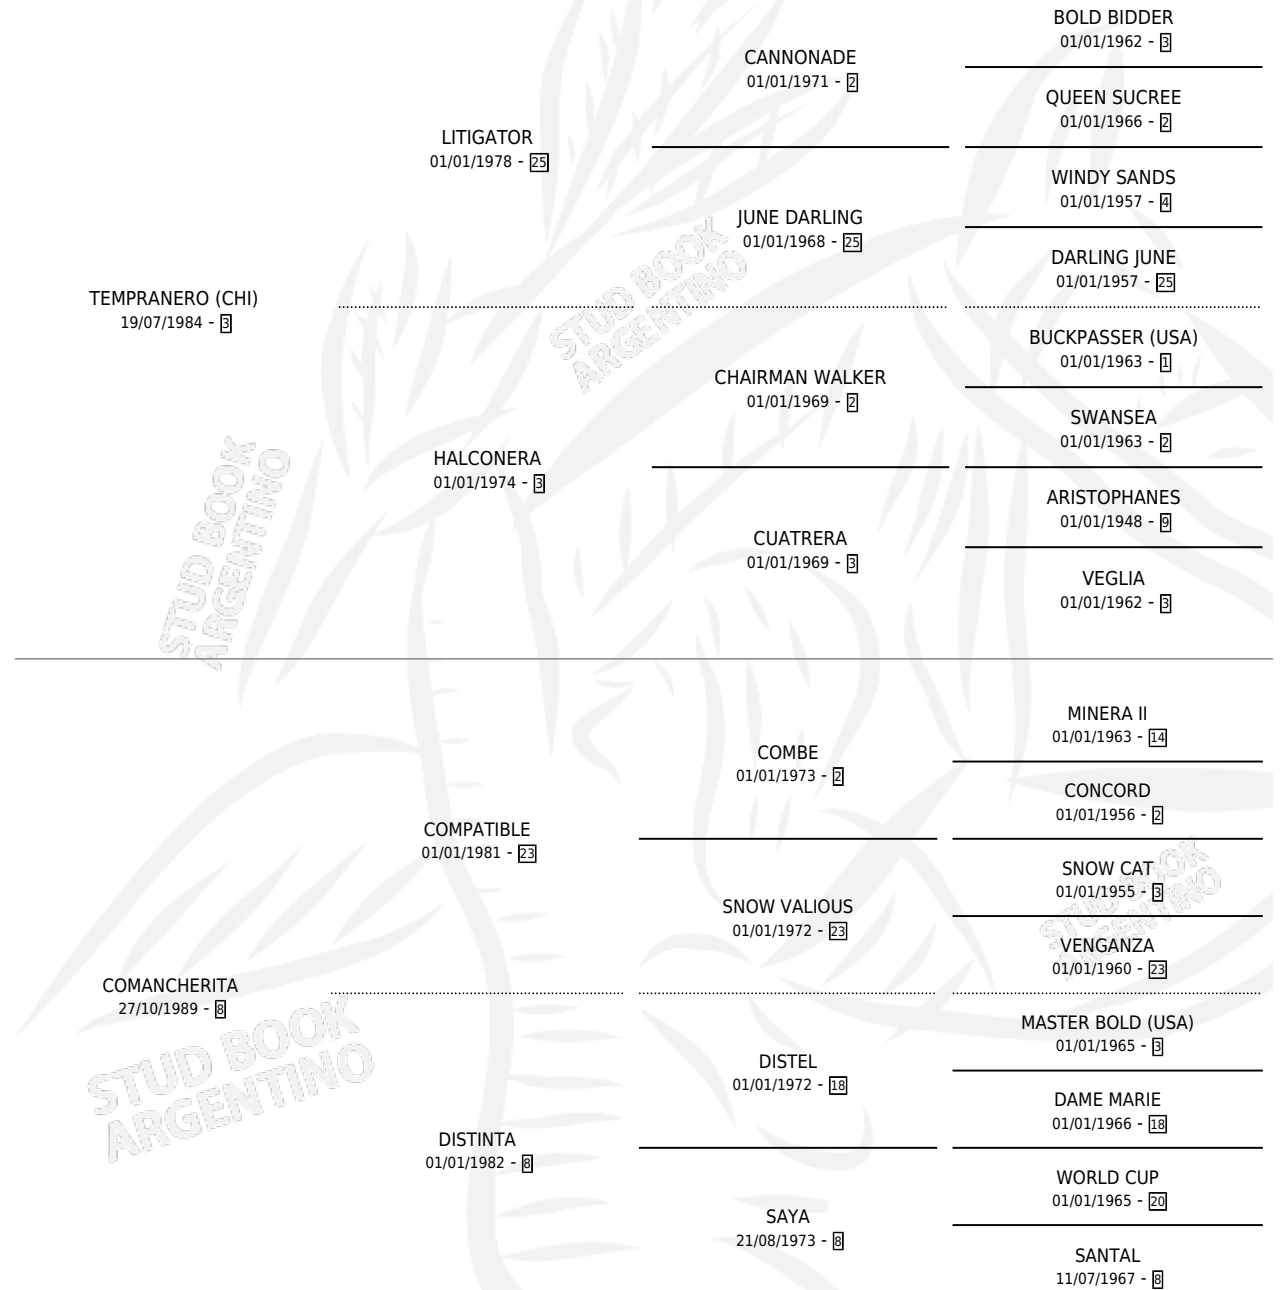 BOLD BIDDER
01/01/1962 - 3
CANNONADE
01/01/1971 - 2
QUEEN SUCREE
01/01/1966 - 2
LITIGATOR
01/01/1978 - 25
WINDY SANDS
01/01/1957 - 4
JUNE DARLING
01/01/1968 - 25
DARLING JUNE
01/01/1957 - 25
TEMPRANERO (CHI)
19/07/1984 - 3
BUCKPASSER (USA)
01/01/1963 - 1
CHAIRMAN WALKER
01/01/1969 - 2
SWANSEA
01/01/1963 - 2
HALCONERA
01/01/1974 - 3
ARISTOPHANES
01/01/1948 - 9
CUATRERA
01/01/1969 - 3
VEGLIA
01/01/1962 - 3
MINERA II
01/01/1963 - 14
COMBE
01/01/1973 - 2
CONCORD
01/01/1956 - 2
COMPATIBLE
01/01/1981 - 23
SNOW CAT
01/01/1955 - 3
SNOW VALIOUS
01/01/1972 - 23
VENGANZA
01/01/1960 - 23
COMANCHERITA
27/10/1989 - 8
MASTER BOLD (USA)
01/01/1965 - 3
DISTEL
01/01/1972 - 18
DAME MARIE
01/01/1966 - 18
DISTINTA
01/01/1982 - 8
WORLD CUP
01/01/1965 - 20
SAYA
21/08/1973 - 8
SANTAL
11/07/1967 - 8
STUD BOOK
ARGENTINO
STUD BOOK
ARGENTINO
STUD BOOK
ARGENTINO
STUD BOOK
ARGENTINO